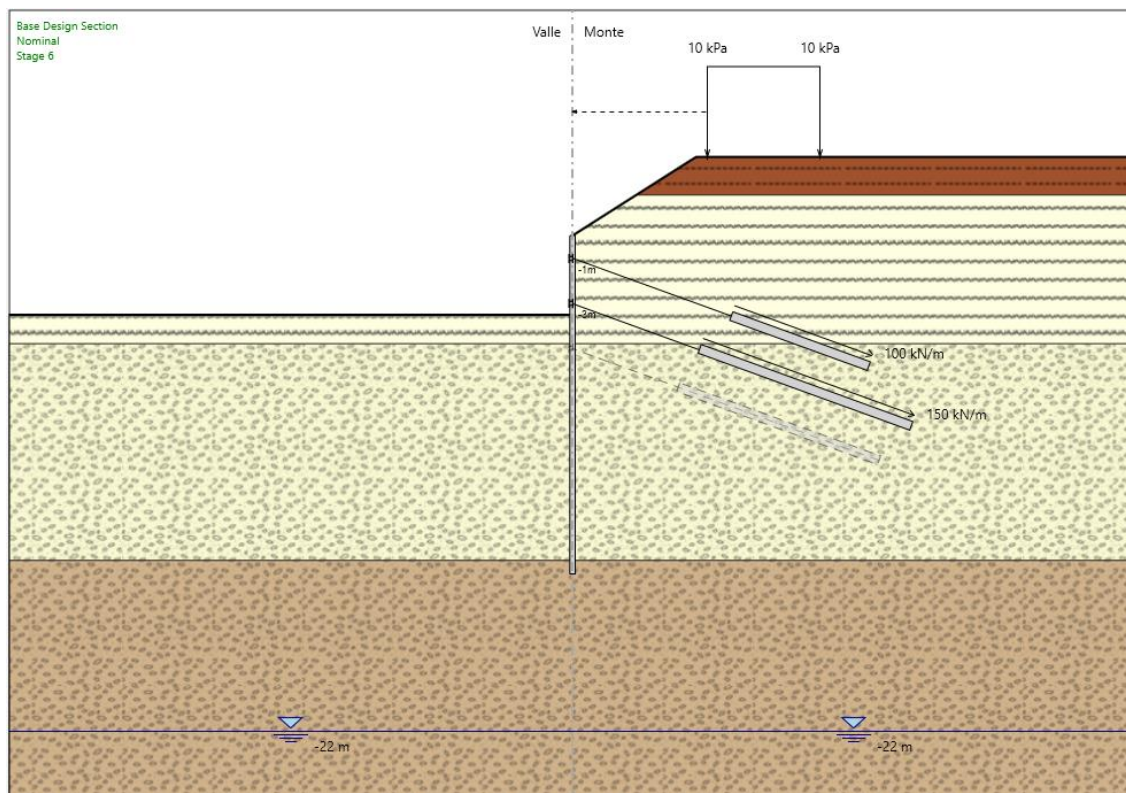 Base Design Section
Nominal
Stage 6
Valle
Monte
10 kPa
10 kPa
-1m
-3m
100 kN/m
150 kN/m
-22 m
-22 m